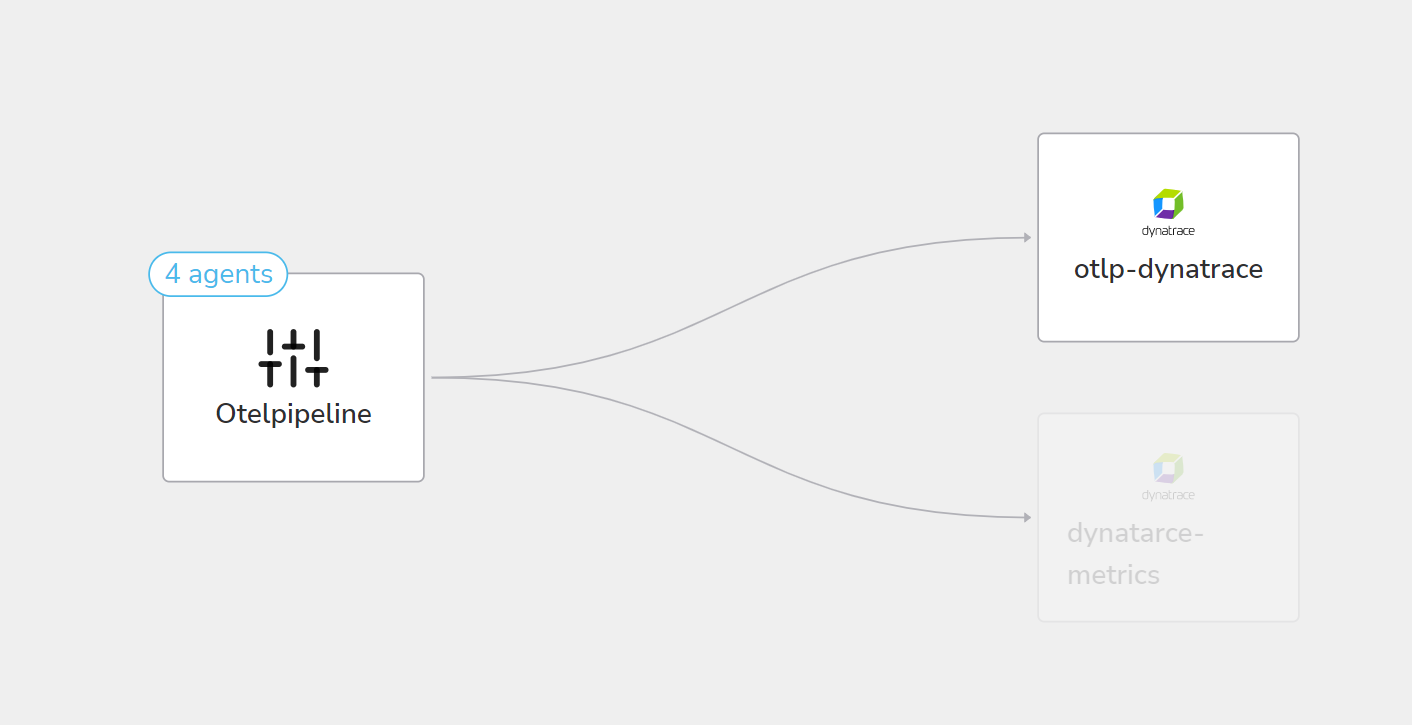 4 agents
Otelpipeline
dynatrace
otlp-dynatrace
dynatrace
dynatarce-
metrics